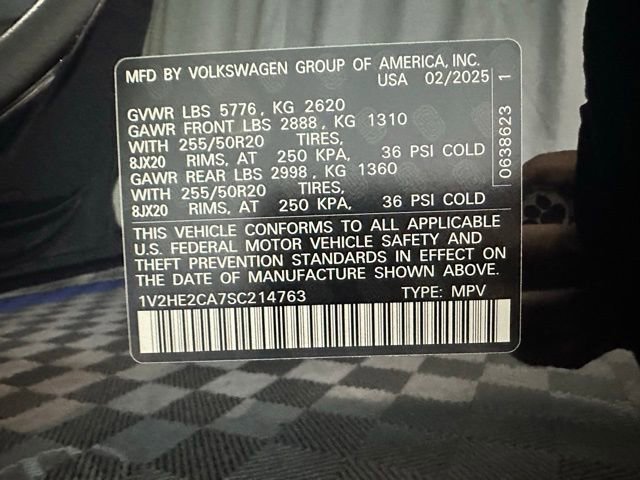 MFD BY VOLKSWAGEN GROUP OF AMERICA, INC.
USA 02/2025
GVWR LBS 5776, KG 2620
GAWR FRONT LBS 2888, KG 1310
WITH 255/50R20 TIRES,
8JX20 RIMS, AT 250 KPA, 36 PSI COLD
GAWR REAR LBS 2998, KG 1360
WITH 255/50R20 TIRES,
8JX20 RIMS, AT 250 KPA, 36 PSI COLD
THIS VEHICLE CONFORMS TO ALL APPLICABLE
U.S. FEDERAL MOTOR VEHICLE SAFETY AND
THEFT PREVENTION STANDARDS IN EFFECT ON
THE DATE OF MANUFACTURE SHOWN ABOVE.
1V2HE2CA7SC214763 TYPE: MPV
0638623 1